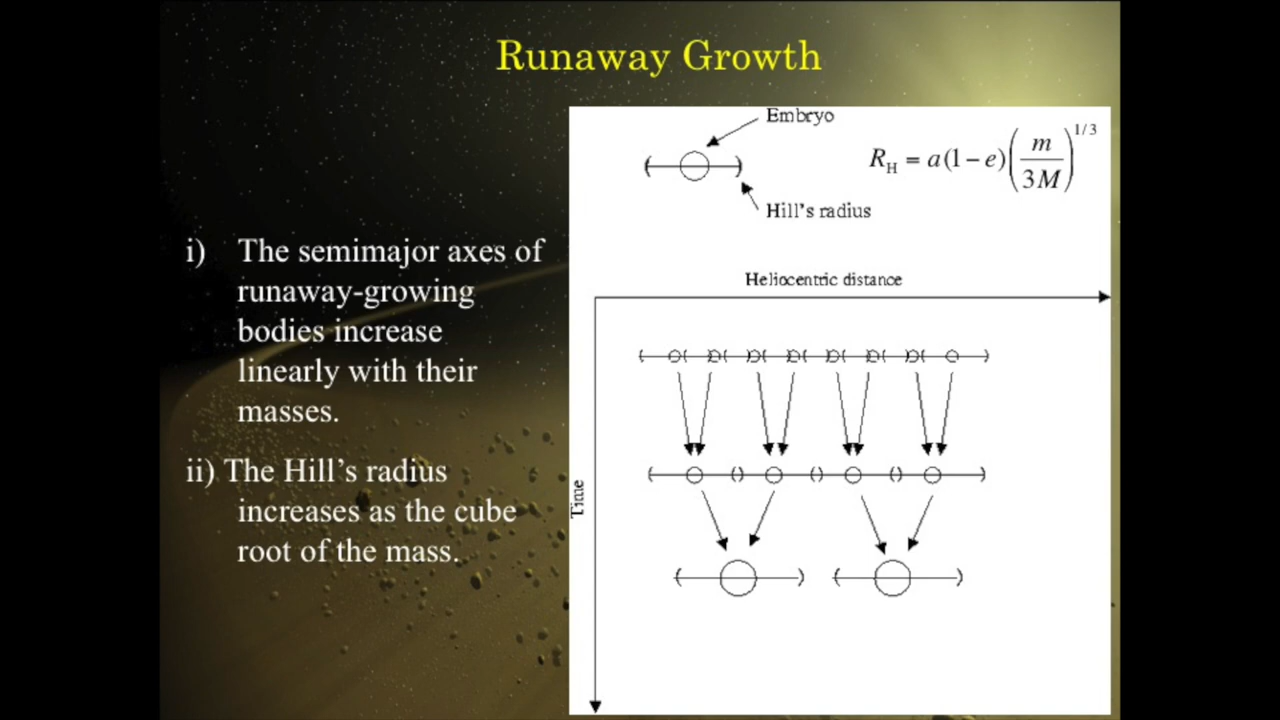 Runaway Growth
i) The semimajor axes of
runaway-growing
bodies increase
linearly with their
masses.
ii) The Hill's radius
increases as the cube
root of the mass.
Embryo
R_H = a(1−e)(m/3M)^1/3
Hill's radius
Heliocentric distance
Time